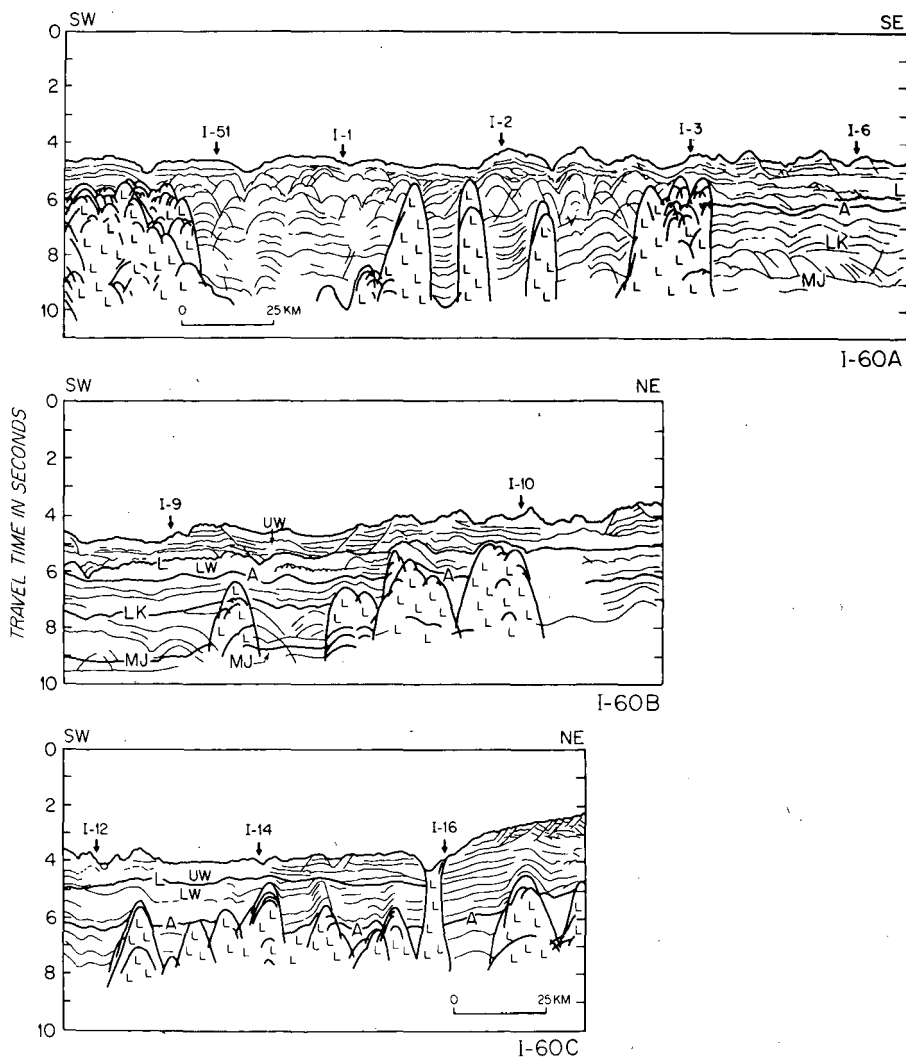 SW SE
0
2
4
6
8
10
I-51 I-1 I-2 I-3 I-6
L
A
LK
MJ
L L L L L L L L L L L L
0 25 KM
I-60A
TRAVEL TIME IN SECONDS
SW NE
0
2
4
6
8
10
I-9 I-10
UW
L LW A A
LK
MJ MJ
L L L L L L L L L L
I-60B
SW NE
0
2
4
6
8
10
I-12 I-14 I-16
L UW
LW
A A A
L L L L L L L L L L
0 25 KM
I-60C